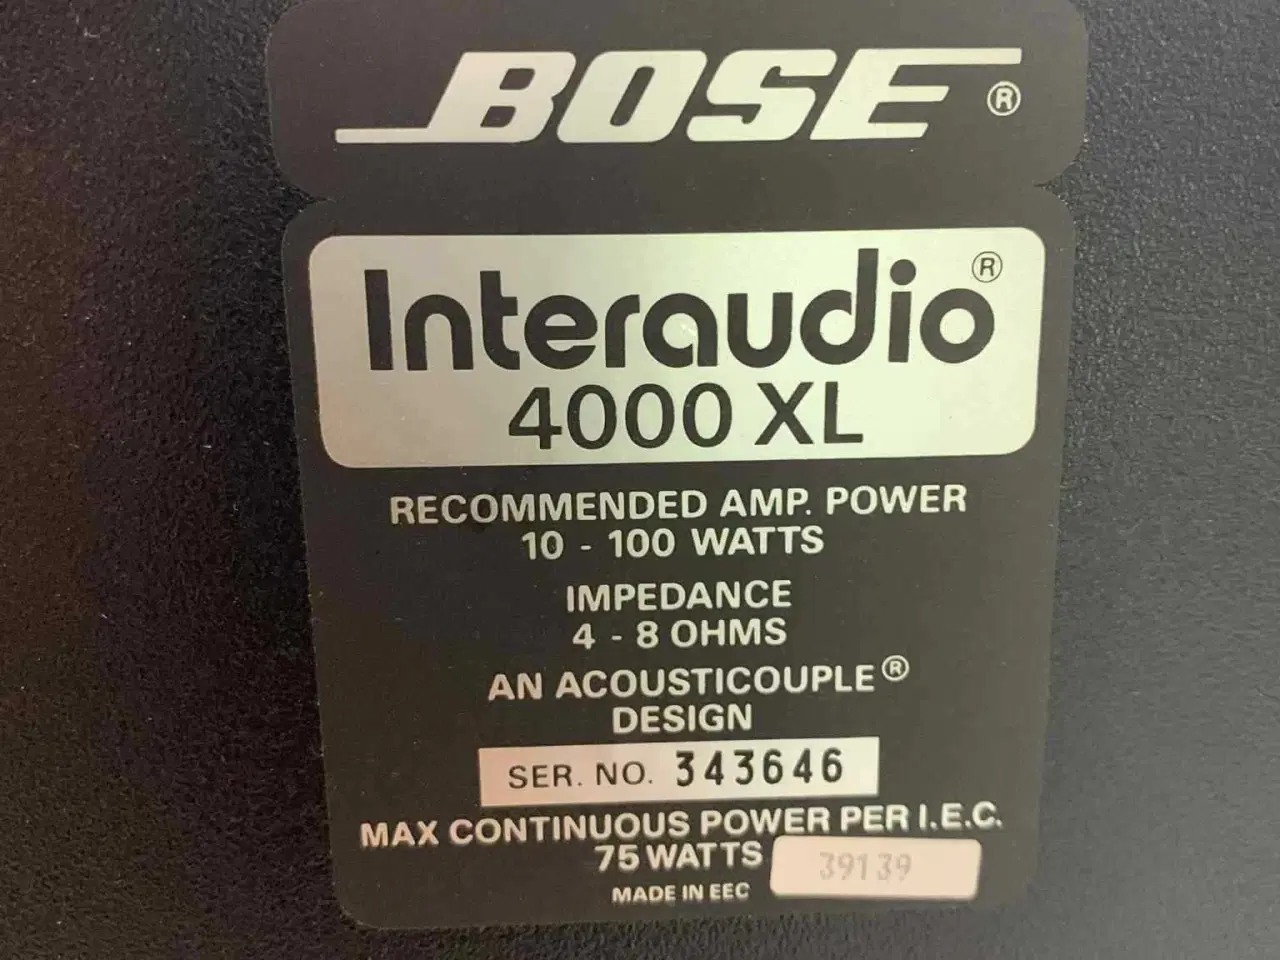 BOSE®
Interaudio®
4000 XL
RECOMMENDED AMP. POWER
10 - 100 WATTS
IMPEDANCE
4 - 8 OHMS
AN ACOUSTICOUPLE®
DESIGN
SER. NO. 343646
MAX CONTINUOUS POWER PER I.E.C.
75 WATTS
39139
MADE IN EEC